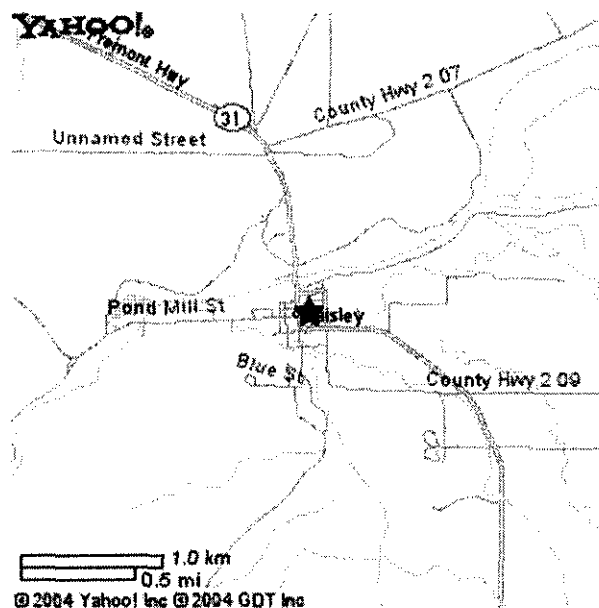 YAHOO!®
Fremont Hwy
31
County Hwy 2 07
Unnamed Street
Pond Mill St
Blue St
County Hwy 2 09
1.0 km
0.5 mi
© 2004 Yahoo! Inc © 2004 GDT Inc